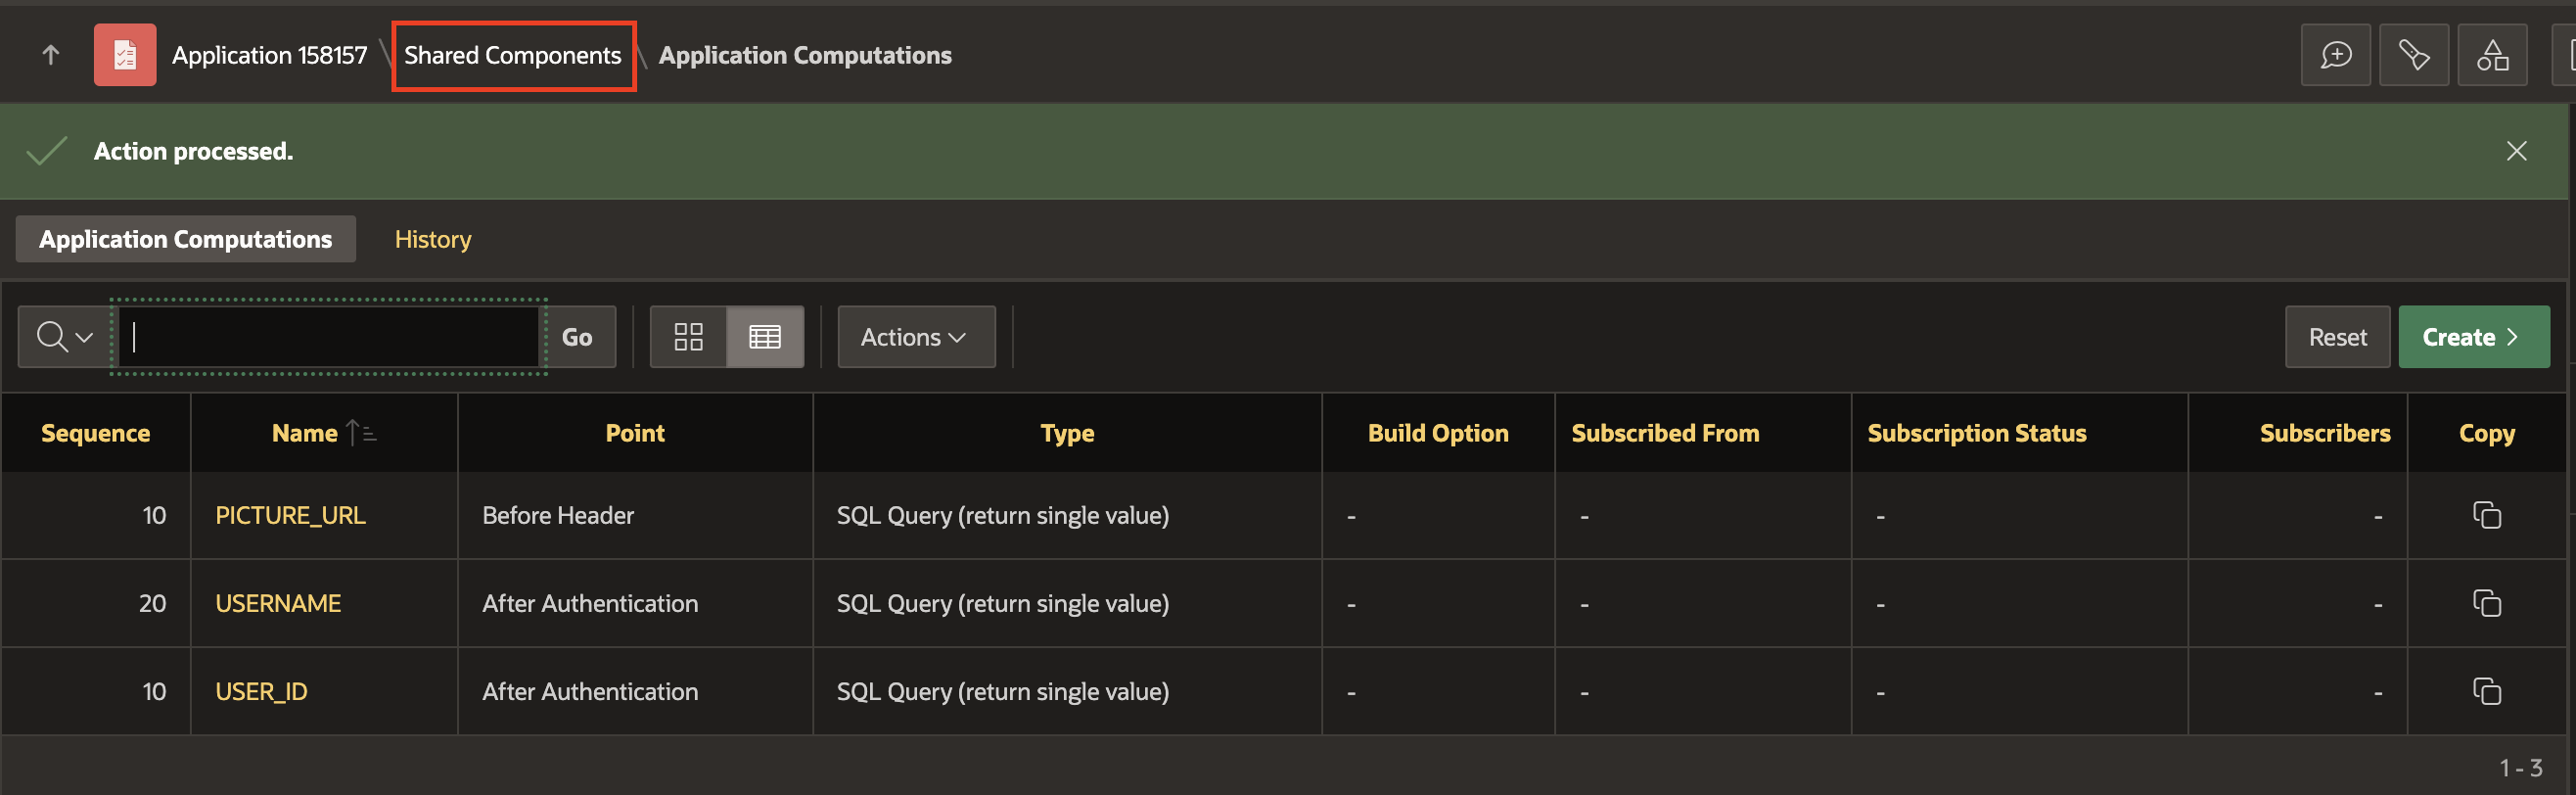 Application 158157 \ Shared Components \ Application Computations
Action processed.
Application Computations History
Go Actions Reset Create
Sequence Name Point Type Build Option Subscribed From Subscription Status Subscribers Copy
10 PICTURE_URL Before Header SQL Query (return single value) - - - -
20 USERNAME After Authentication SQL Query (return single value) - - - -
10 USER_ID After Authentication SQL Query (return single value) - - - -
1 - 3